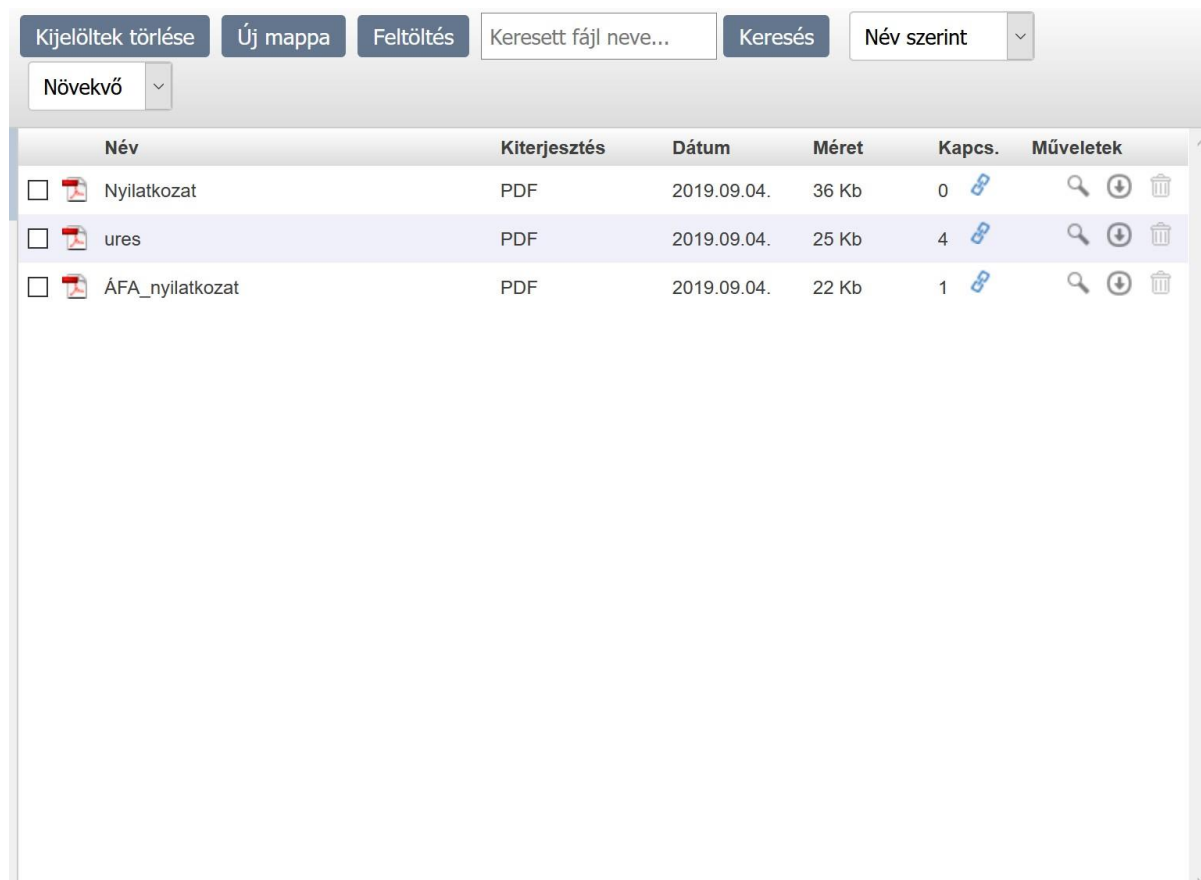 Kijelöltek törlése Új mappa Feltöltés Keresett fájl neve... Keresés Név szerint
Növekvő
Név Kiterjesztés Dátum Méret Kapcs. Műveletek
Nyilatkozat PDF 2019.09.04. 36 Kb 0
ures PDF 2019.09.04. 25 Kb 4
ÁFA_nyilatkozat PDF 2019.09.04. 22 Kb 1